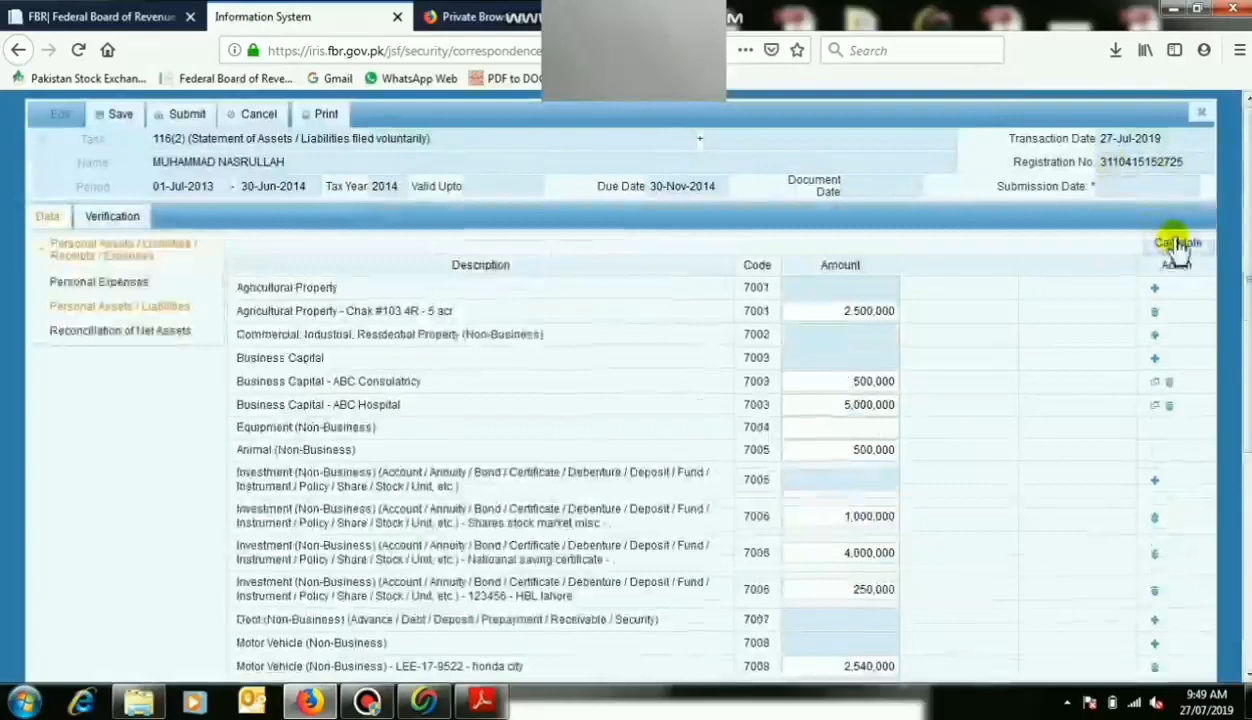 FBR| Federal Board of Revenue
Information System
Private Brow
WWW
M
https://iris.fbr.gov.pk/jsf/security/correspondence
Search
Pakistan Stock Exchan...
Federal Board of Reve...
Gmail
WhatsApp Web
PDF to DO
Edit Save Submit Cancel Print
Task 116(2) (Statement of Assets / Liabilities filed voluntarily) + Transaction Date 27-Jul-2019
Name MUHAMMAD NASRULLAH Registration No 3110415152725
Period 01-Jul-2013 - 30-Jun-2014 Tax Year 2014 Valid Upto Due Date 30-Nov-2014 Document Date Submission Date: *
Data Verification
Personal Assets / Liabilities /
Receipts / Expenses
Personal Expenses
Personal Assets / Liabilities
Reconciliation of Net Assets
Description Code Amount
Agricultural Property 7001
Agricultural Property - Chak #103 4R - 5 acr 7001 2,500,000
Commercial, Industrial, Residential Property (Non-Business) 7002
Business Capital 7003
Business Capital - ABC Consulatncy 7003 500,000
Business Capital - ABC Hospital 7003 5,000,000
Equipment (Non-Business) 7004
Animal (Non-Business) 7005 500,000
Investment (Non-Business) (Account / Annuity / Bond / Certificate / Debenture / Deposit / Fund /
Instrument / Policy / Share / Stock / Unit, etc.) 7006
Investment (Non-Business) (Account / Annuity / Bond / Certificate / Debenture / Deposit / Fund /
Instrument / Policy / Share / Stock / Unit, etc.) - Shares stock market misc - 7006 1,000,000
Investment (Non-Business) (Account / Annuity / Bond / Certificate / Debenture / Deposit / Fund /
Instrument / Policy / Share / Stock / Unit, etc.) - Nationanal saving certificate - 7006 4,000,000
Investment (Non-Business) (Account / Annuity / Bond / Certificate / Debenture / Deposit / Fund /
Instrument / Policy / Share / Stock / Unit, etc.) - 123456 - HBL lahore 7006 250,000
Debt (Non-Business) (Advance / Debt / Deposit / Prepayment / Receivable / Security) 7007
Motor Vehicle (Non-Business) 7008
Motor Vehicle (Non-Business) - LEE-17-9522 - honda city 7008 2,540,000
9:49 AM
27/07/2019